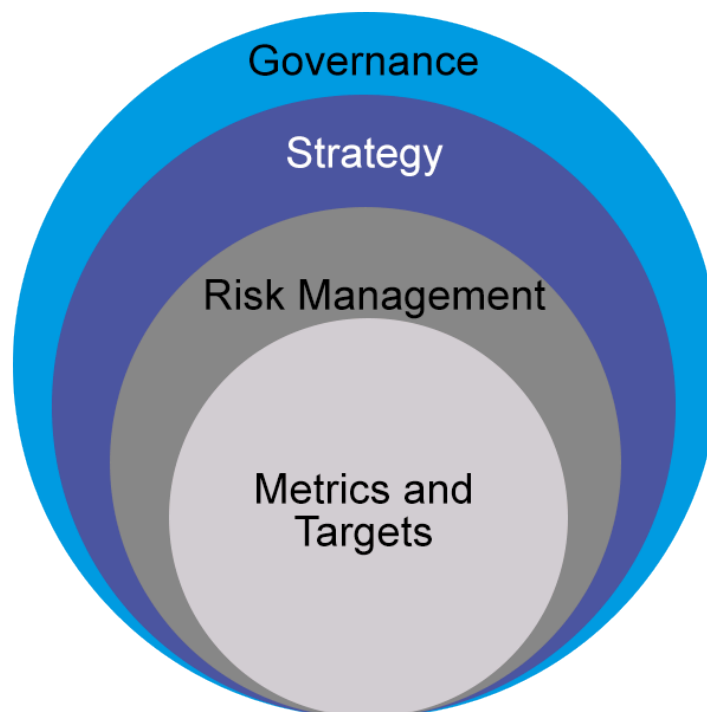 Governance
Strategy
Risk Management
Metrics and
Targets